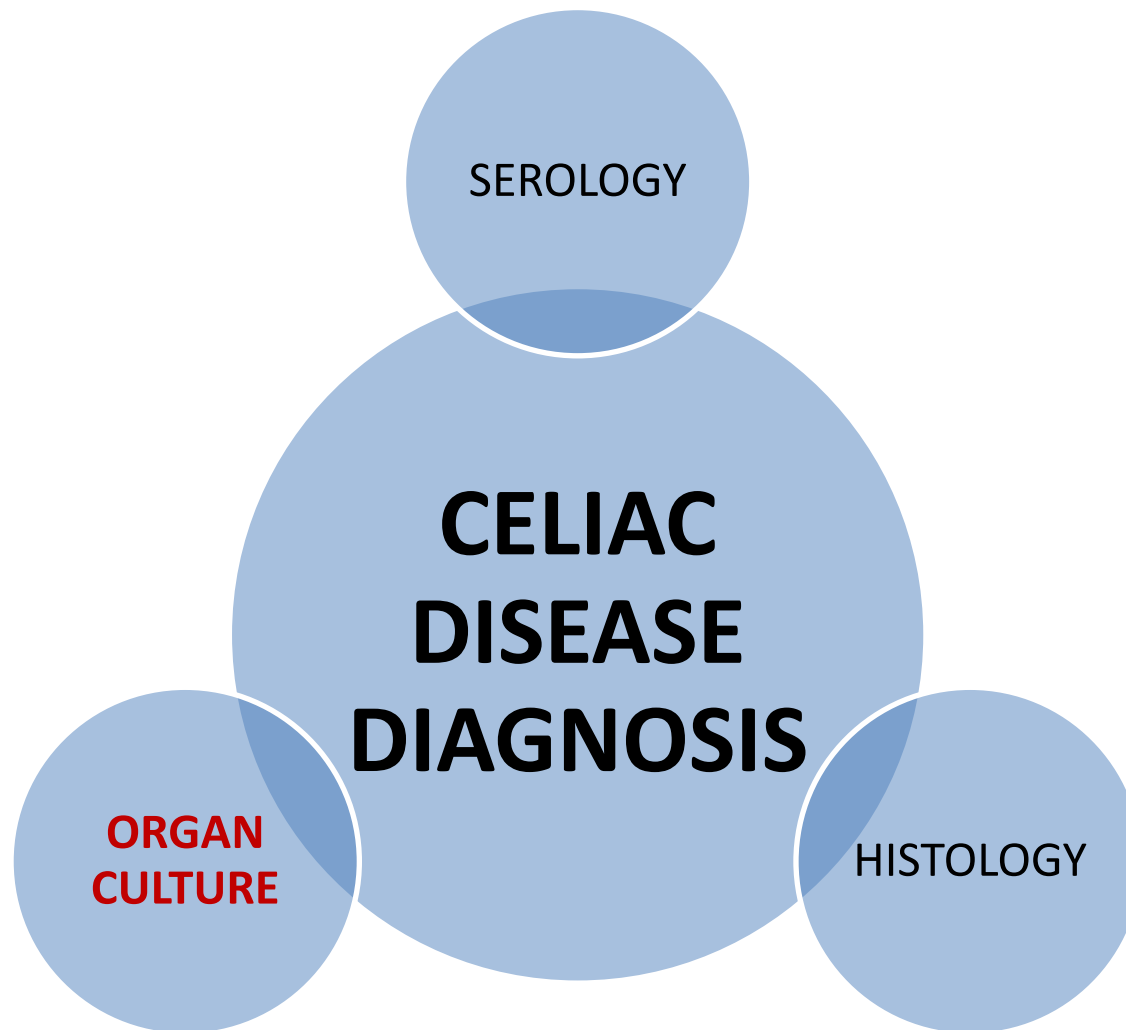 SEROLOGY
CELIAC
DISEASE
DIAGNOSIS
ORGAN
CULTURE
HISTOLOGY